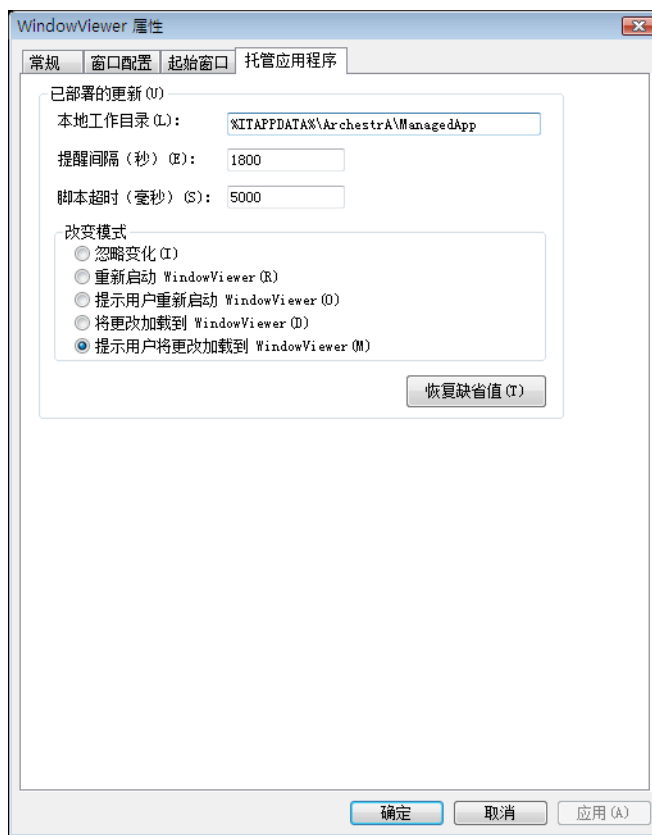 WindowViewer 属性
常规 窗口配置 起始窗口 托管应用程序
已部署的更新(U)
本地工作目录(L): %ITAPPDATA%\ArchestrA\ManagedApp
提醒间隔（秒）(E): 1800
脚本超时（毫秒）(S): 5000
改变模式
忽略变化(I)
重新启动 WindowViewer(R)
提示用户重新启动 WindowViewer(O)
将更改加载到 WindowViewer(D)
提示用户将更改加载到 WindowViewer(M)
恢复缺省值(T)
确定 取消 应用(A)